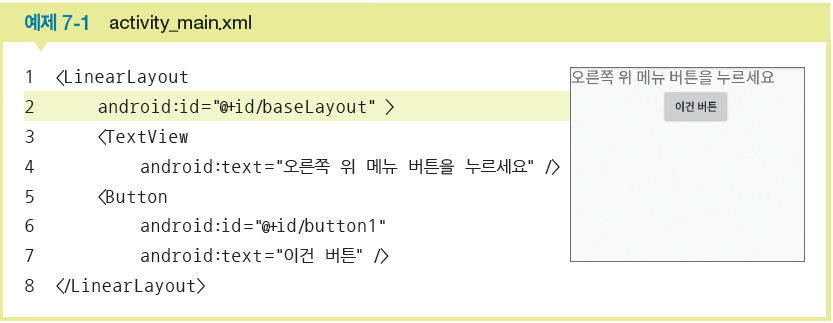 예제 7-1 activity_main.xml
1 <LinearLayout
2 android:id="@+id/baseLayout" >
3 <TextView
4 android:text="오른쪽 위 메뉴 버튼을 누르세요" />
5 <Button
6 android:id="@+id/button1"
7 android:text="이건 버튼" />
8 </LinearLayout>
오른쪽 위 메뉴 버튼을 누르세요
이건 버튼